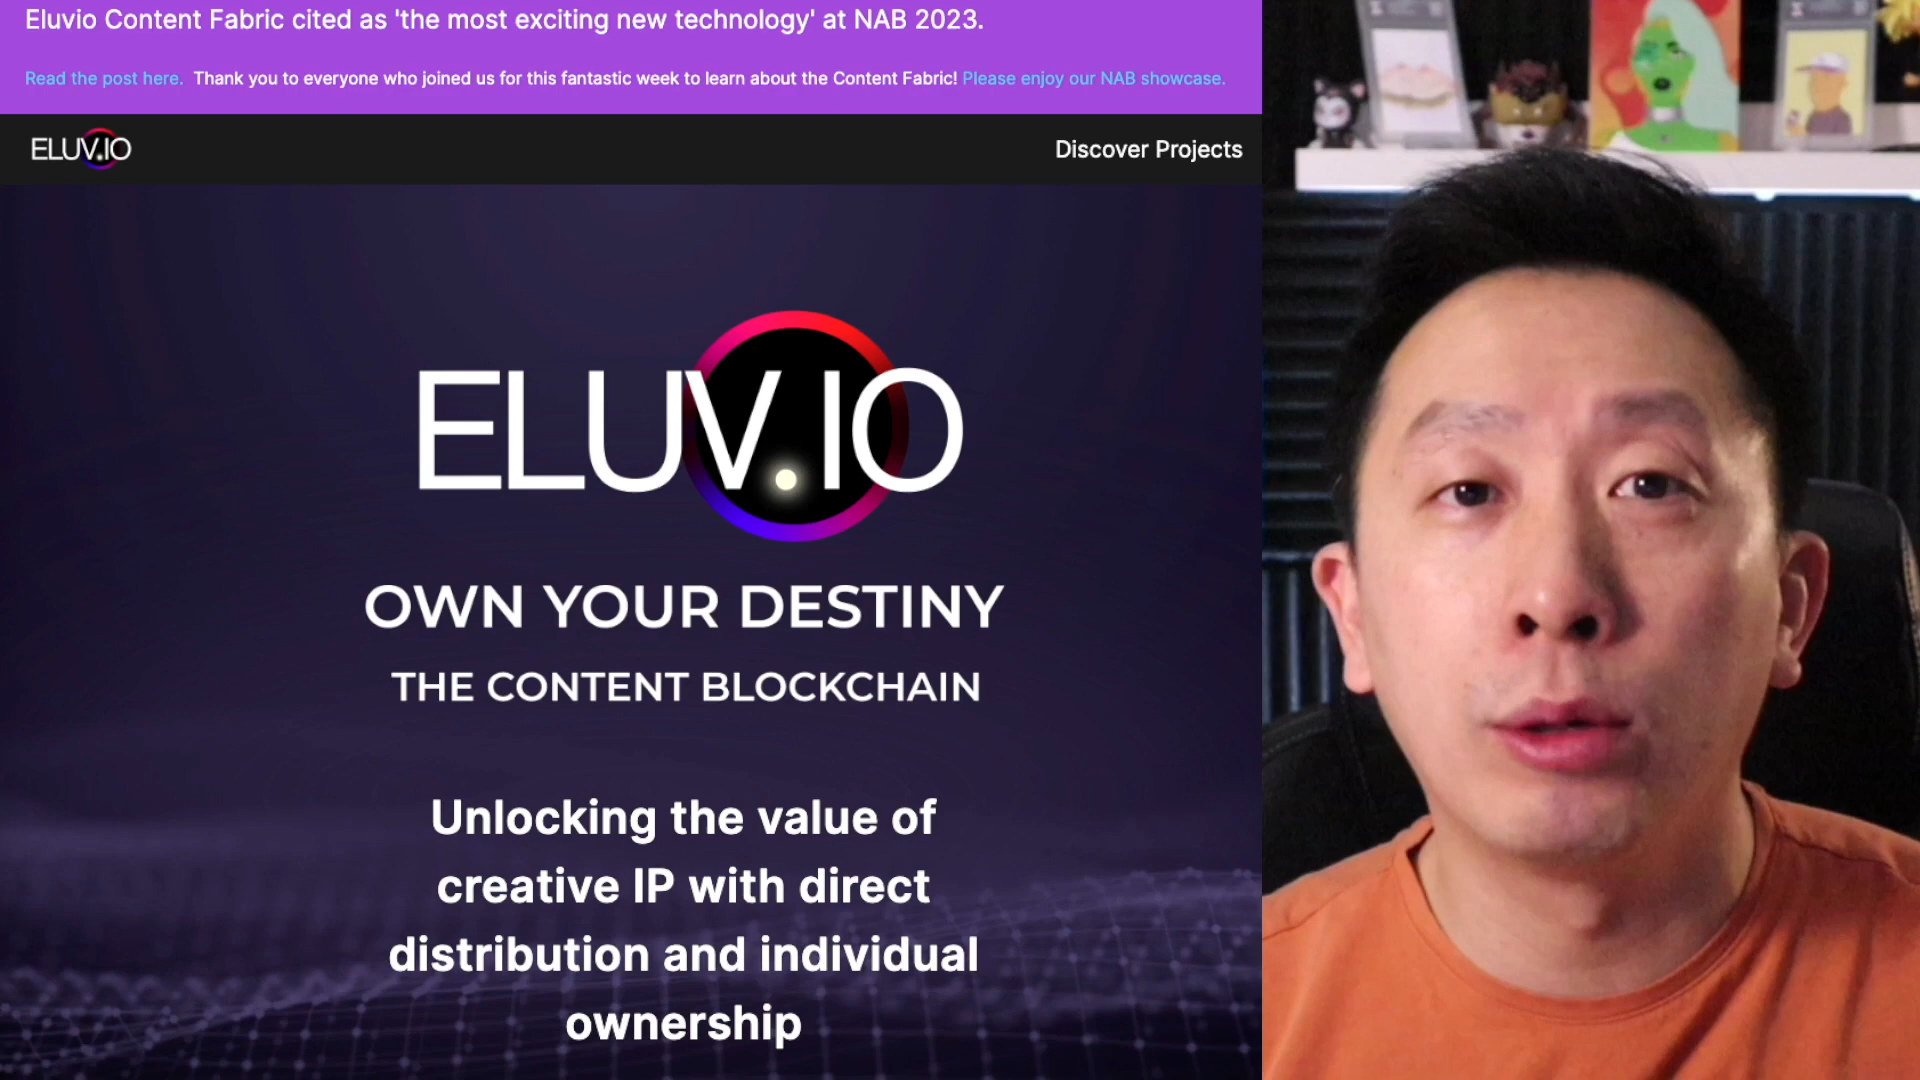 Eluvio Content Fabric cited as 'the most exciting new technology' at NAB 2023.
Read the post here. Thank you to everyone who joined us for this fantastic week to learn about the Content Fabric! Please enjoy our NAB showcase.
ELUV.IO
Discover Projects
ELUV.IO
OWN YOUR DESTINY
THE CONTENT BLOCKCHAIN
Unlocking the value of
creative IP with direct
distribution and individual
ownership